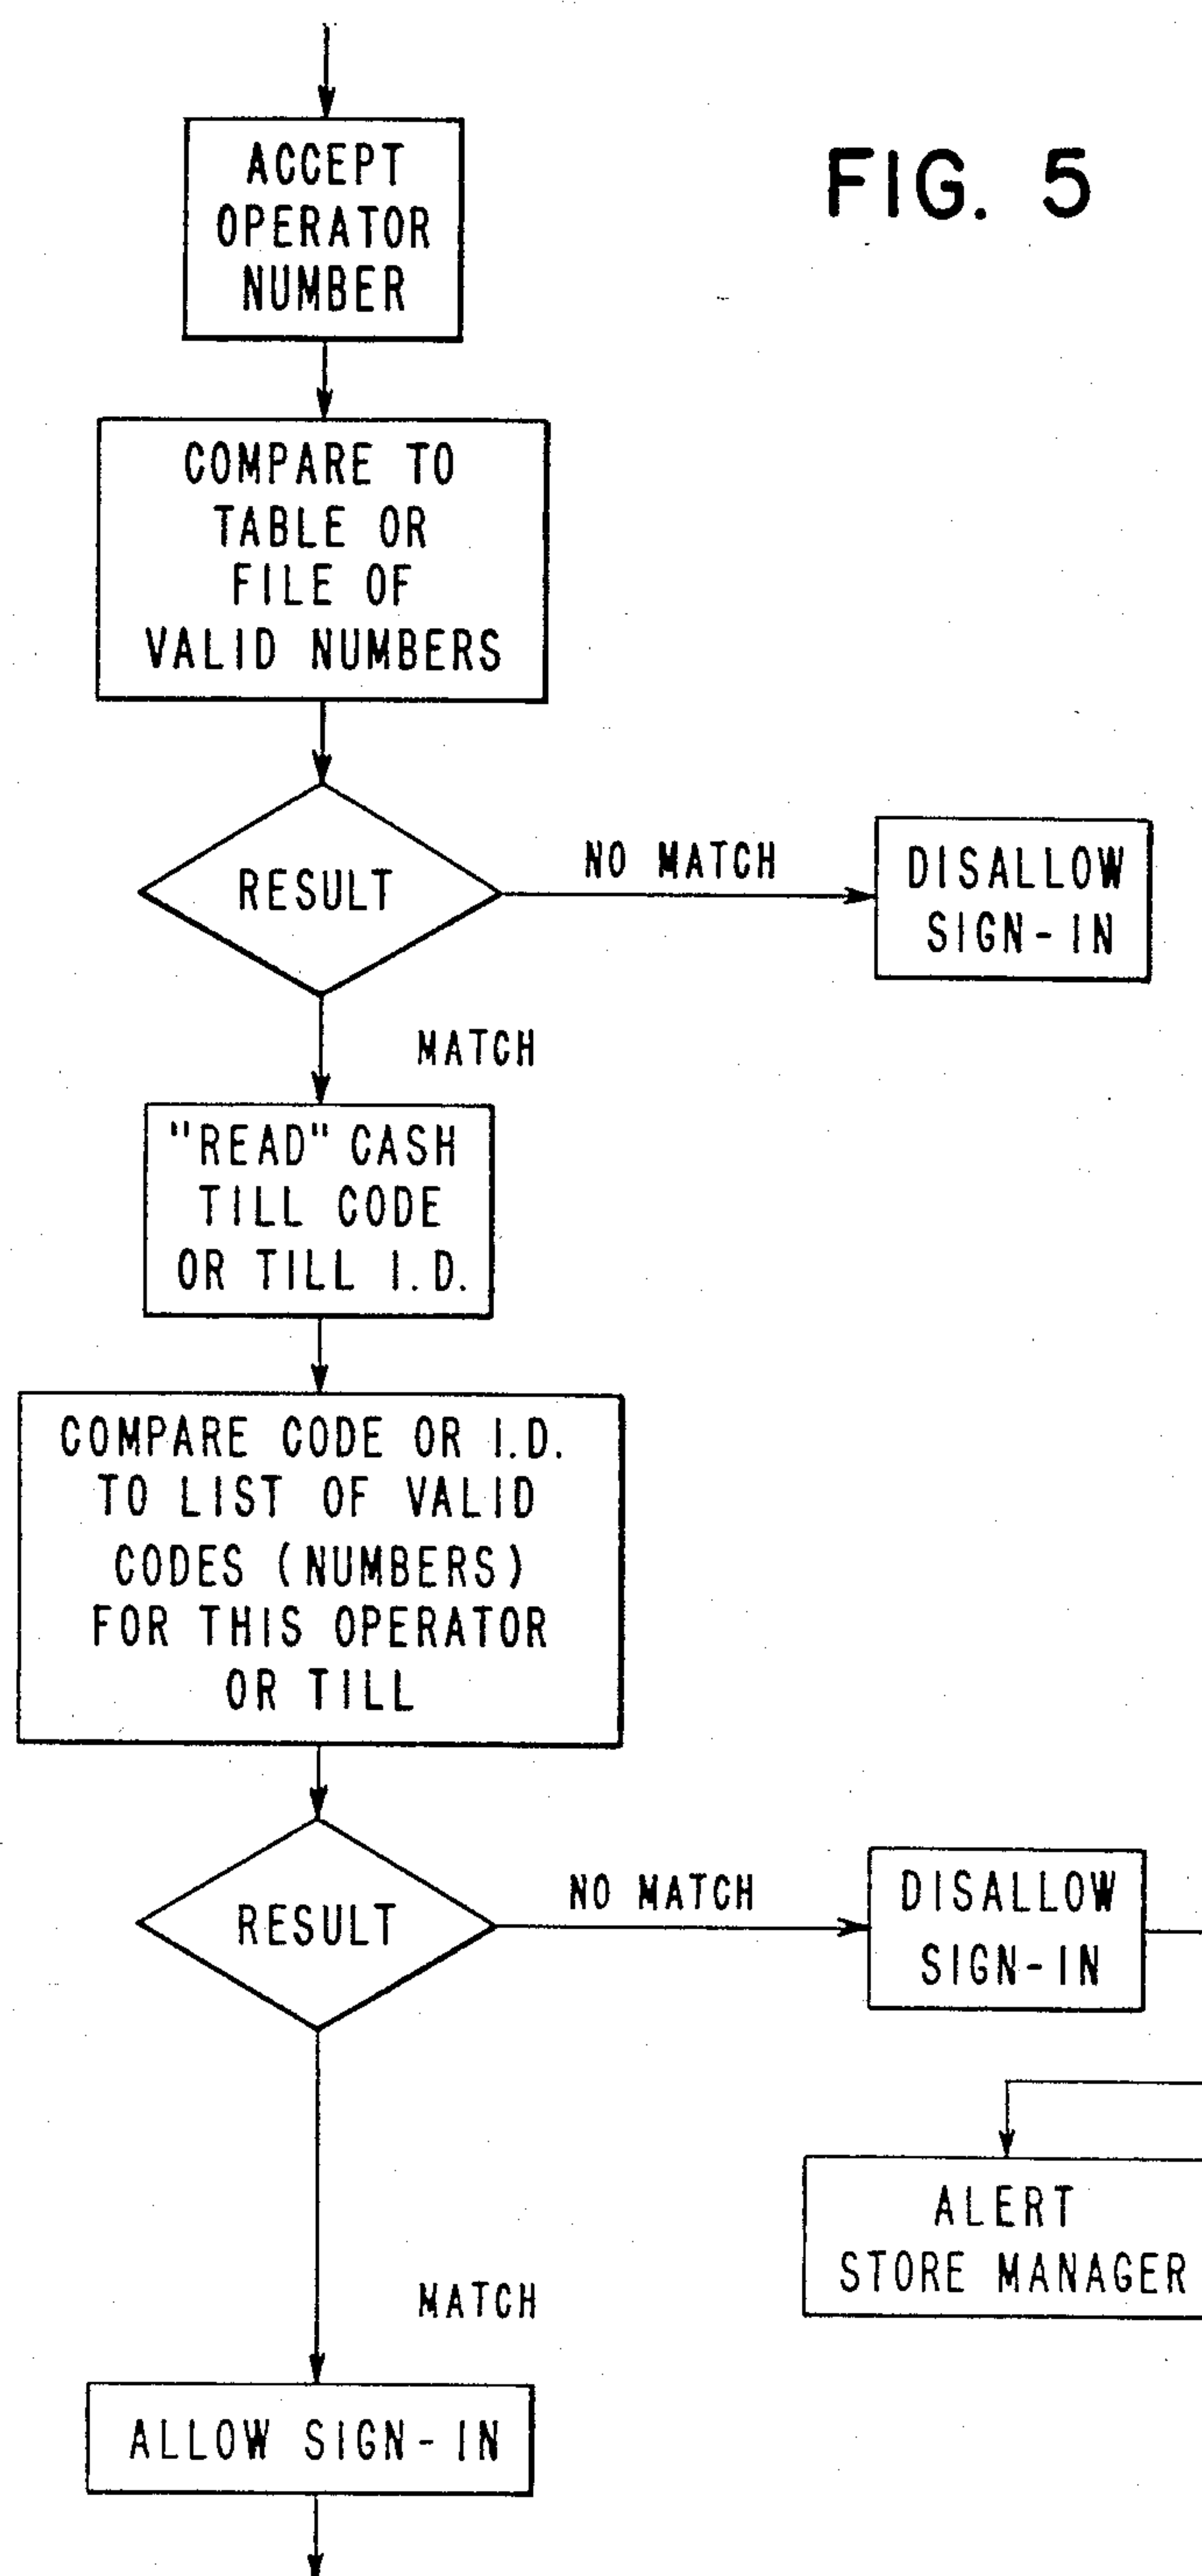 FIG. 5
ACCEPT
OPERATOR
NUMBER
COMPARE TO
TABLE OR
FILE OF
VALID NUMBERS
RESULT
NO MATCH
DISALLOW
SIGN-IN
MATCH
"READ" CASH
TILL CODE
OR TILL I.D.
COMPARE CODE OR I.D.
TO LIST OF VALID
CODES (NUMBERS)
FOR THIS OPERATOR
OR TILL
RESULT
NO MATCH
DISALLOW
SIGN-IN
ALERT
STORE MANAGER
MATCH
ALLOW SIGN-IN